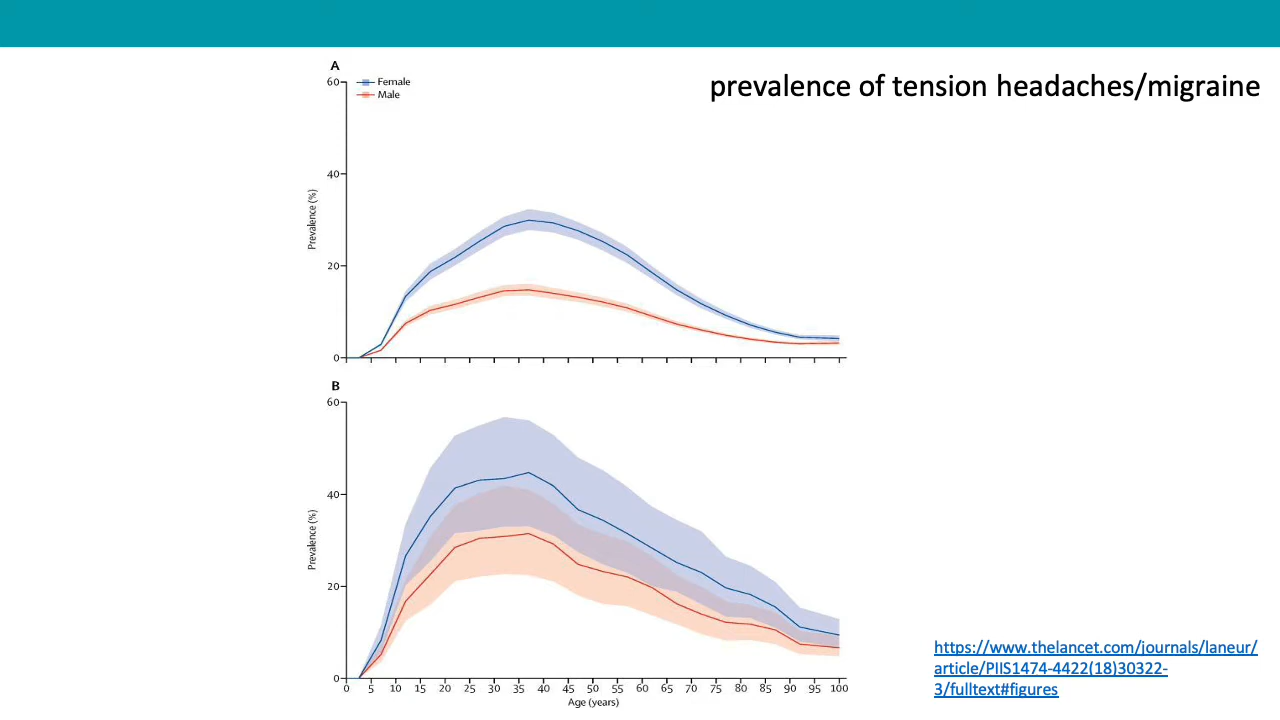 prevalence of tension headaches/migraine
A
Female
Male
Prevalence (%)
60
40
20
0
B
Prevalence (%)
60
40
20
0
0 5 10 15 20 25 30 35 40 45 50 55 60 65 70 75 80 85 90 95 100
Age (years)
https://www.thelancet.com/journals/laneur/
article/PIIS1474-4422(18)30322-
3/fulltext#figures